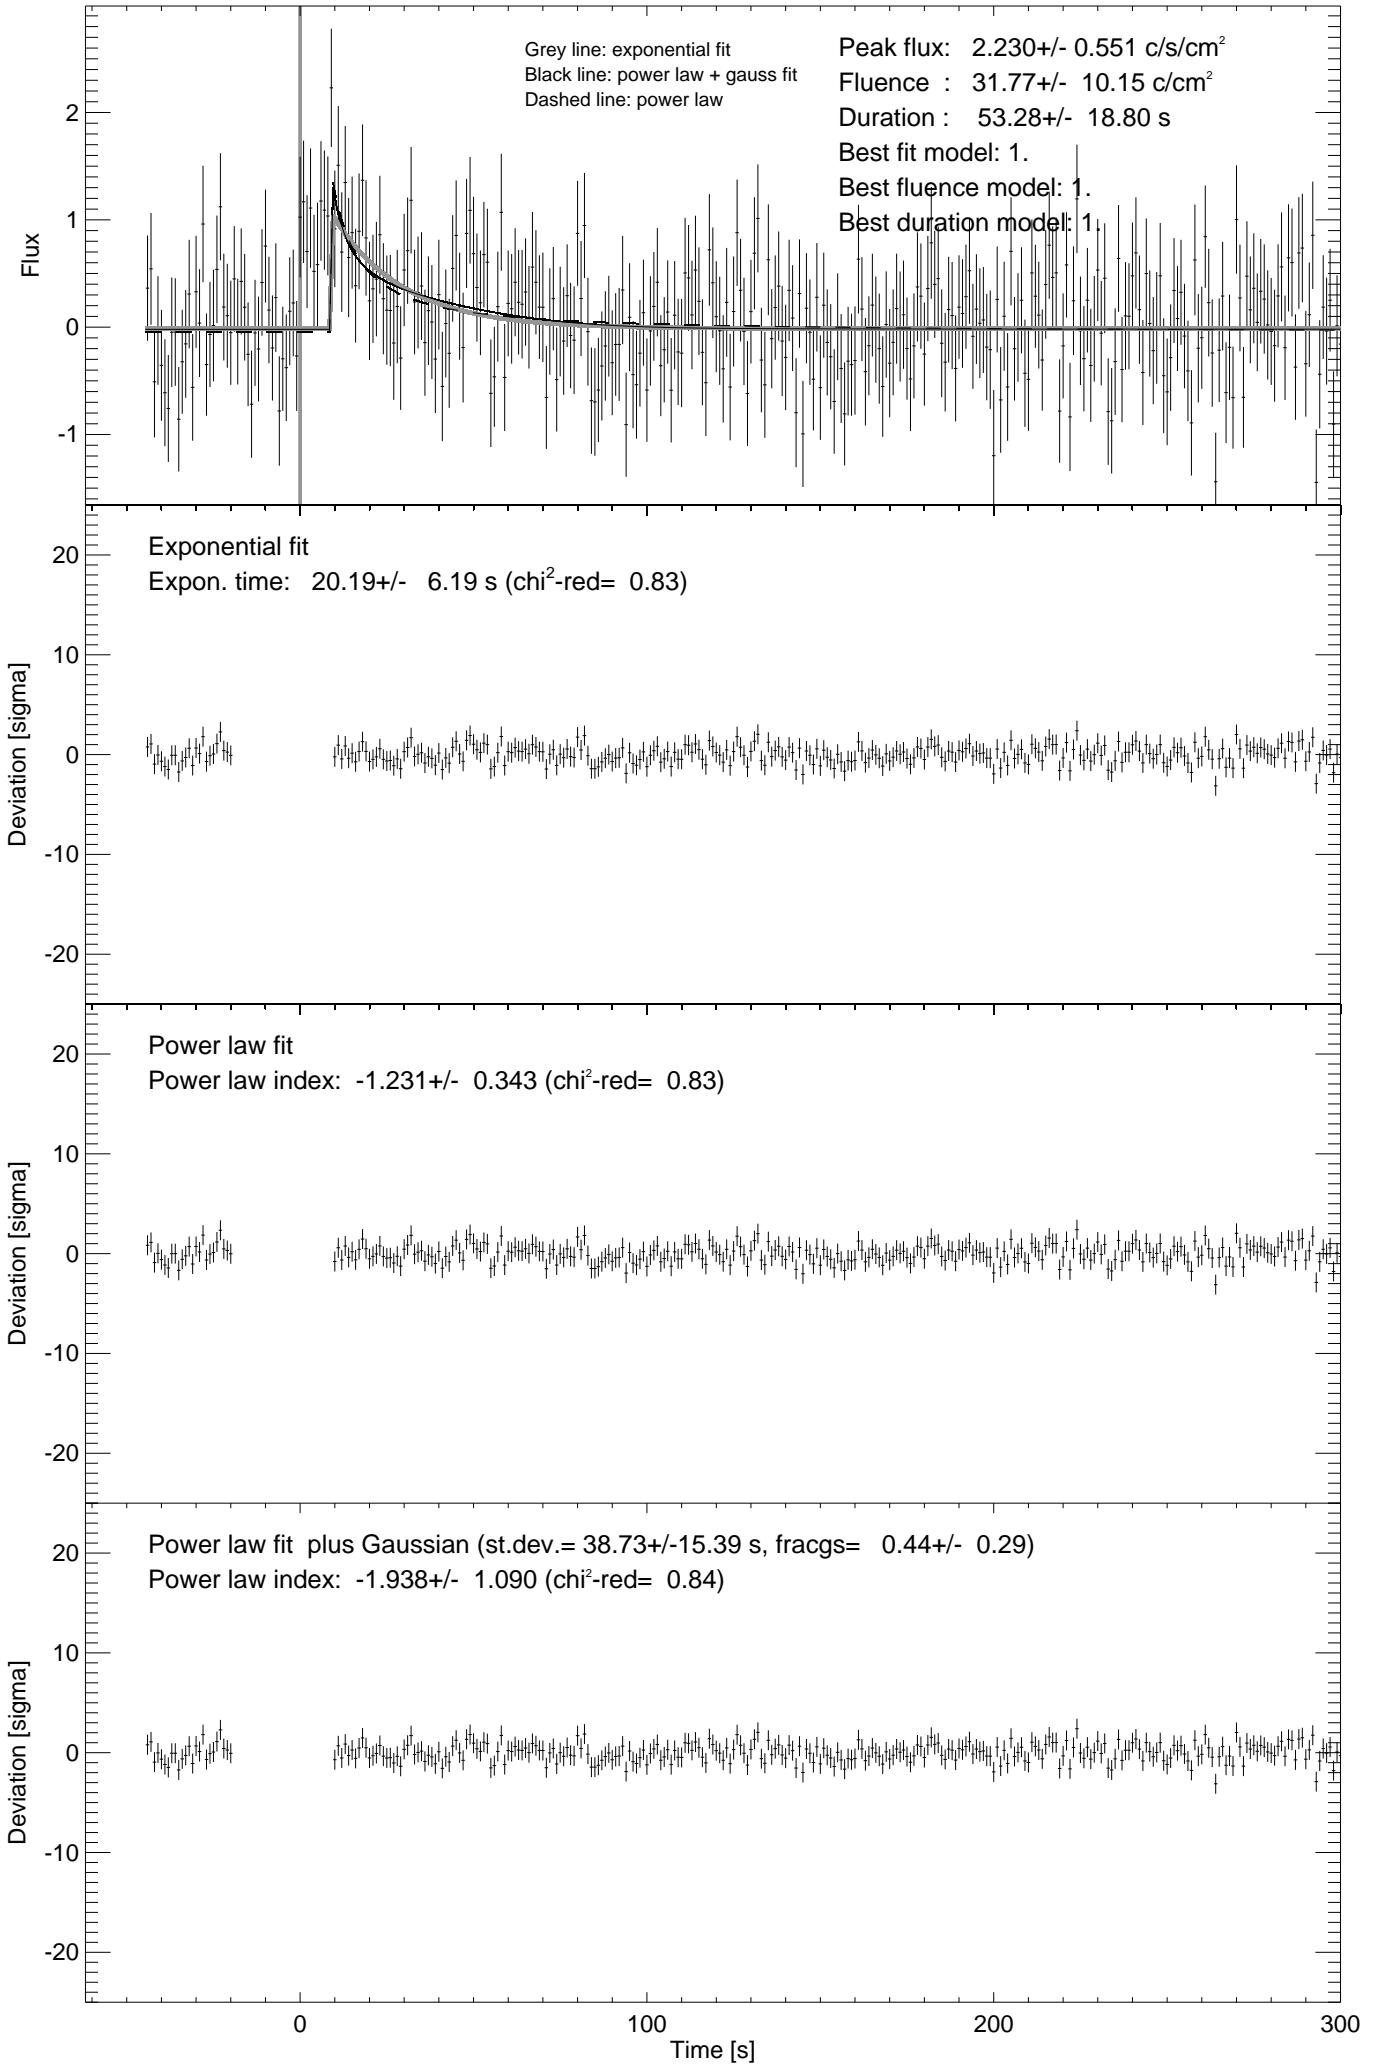 Grey line: exponential fit
Black line: power law + gauss fit
Dashed line: power law
Peak flux: 2.230+/- 0.551 c/s/cm²
Fluence : 31.77+/- 10.15 c/cm²
Duration : 53.28+/- 18.80 s
Best fit model: 1.
Best fluence model: 1.
Best duration model: 1.
2
1
0
-1
Flux
Exponential fit
Expon. time: 20.19+/- 6.19 s (chi²-red= 0.83)
20
10
0
-10
-20
Deviation [sigma]
Power law fit
Power law index: -1.231+/- 0.343 (chi²-red= 0.83)
20
10
0
-10
-20
Deviation [sigma]
Power law fit plus Gaussian (st.dev.= 38.73+/-15.39 s, fracgs= 0.44+/- 0.29)
Power law index: -1.938+/- 1.090 (chi²-red= 0.84)
20
10
0
-10
-20
Deviation [sigma]
0 100 200 300
Time [s]